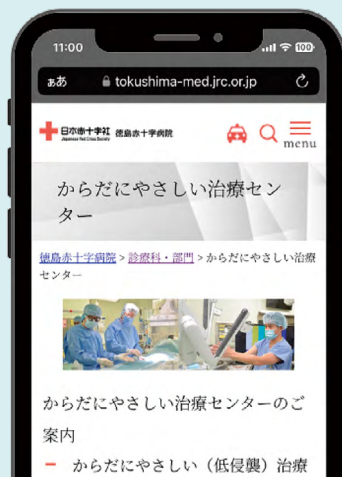 11:00
100
ああ tokushima-med.jrc.or.jp
日本赤十字社 徳島赤十字病院
Japanese Red Cross Society
menu
からだにやさしい治療セン
ター
徳島赤十字病院 > 診療科・部門 > からだにやさしい治療
センター
からだにやさしい治療センターのご
案内
からだにやさしい（低侵襲）治療